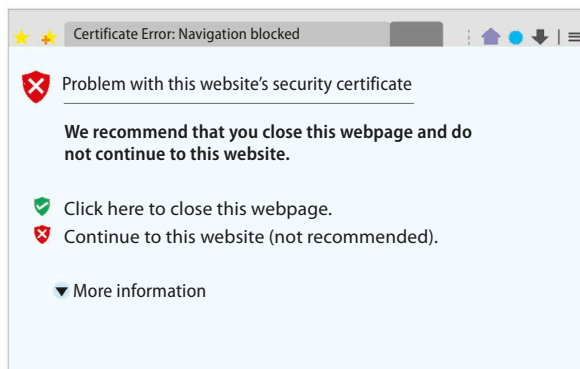 Certificate Error: Navigation blocked
Problem with this website’s security certificate
We recommend that you close this webpage and do
not continue to this website.
Click here to close this webpage.
Continue to this website (not recommended).
More information